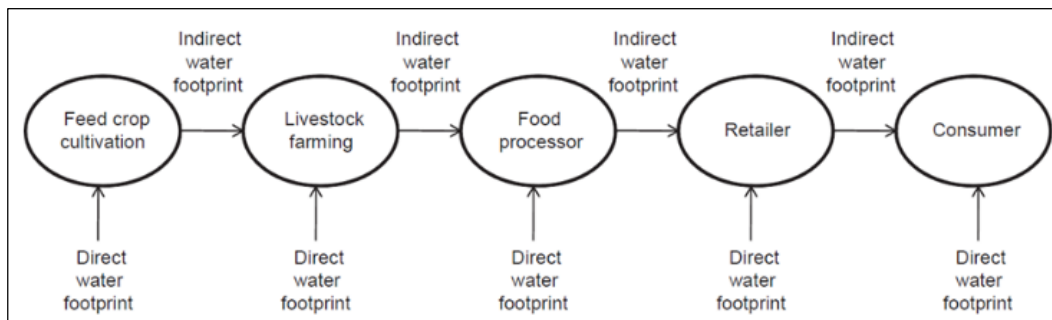 Indirect
water
footprint
Indirect
water
footprint
Indirect
water
footprint
Indirect
water
footprint
Feed crop
cultivation
Livestock
farming
Food
processor
Retailer
Consumer
Direct
water
footprint
Direct
water
footprint
Direct
water
footprint
Direct
water
footprint
Direct
water
footprint